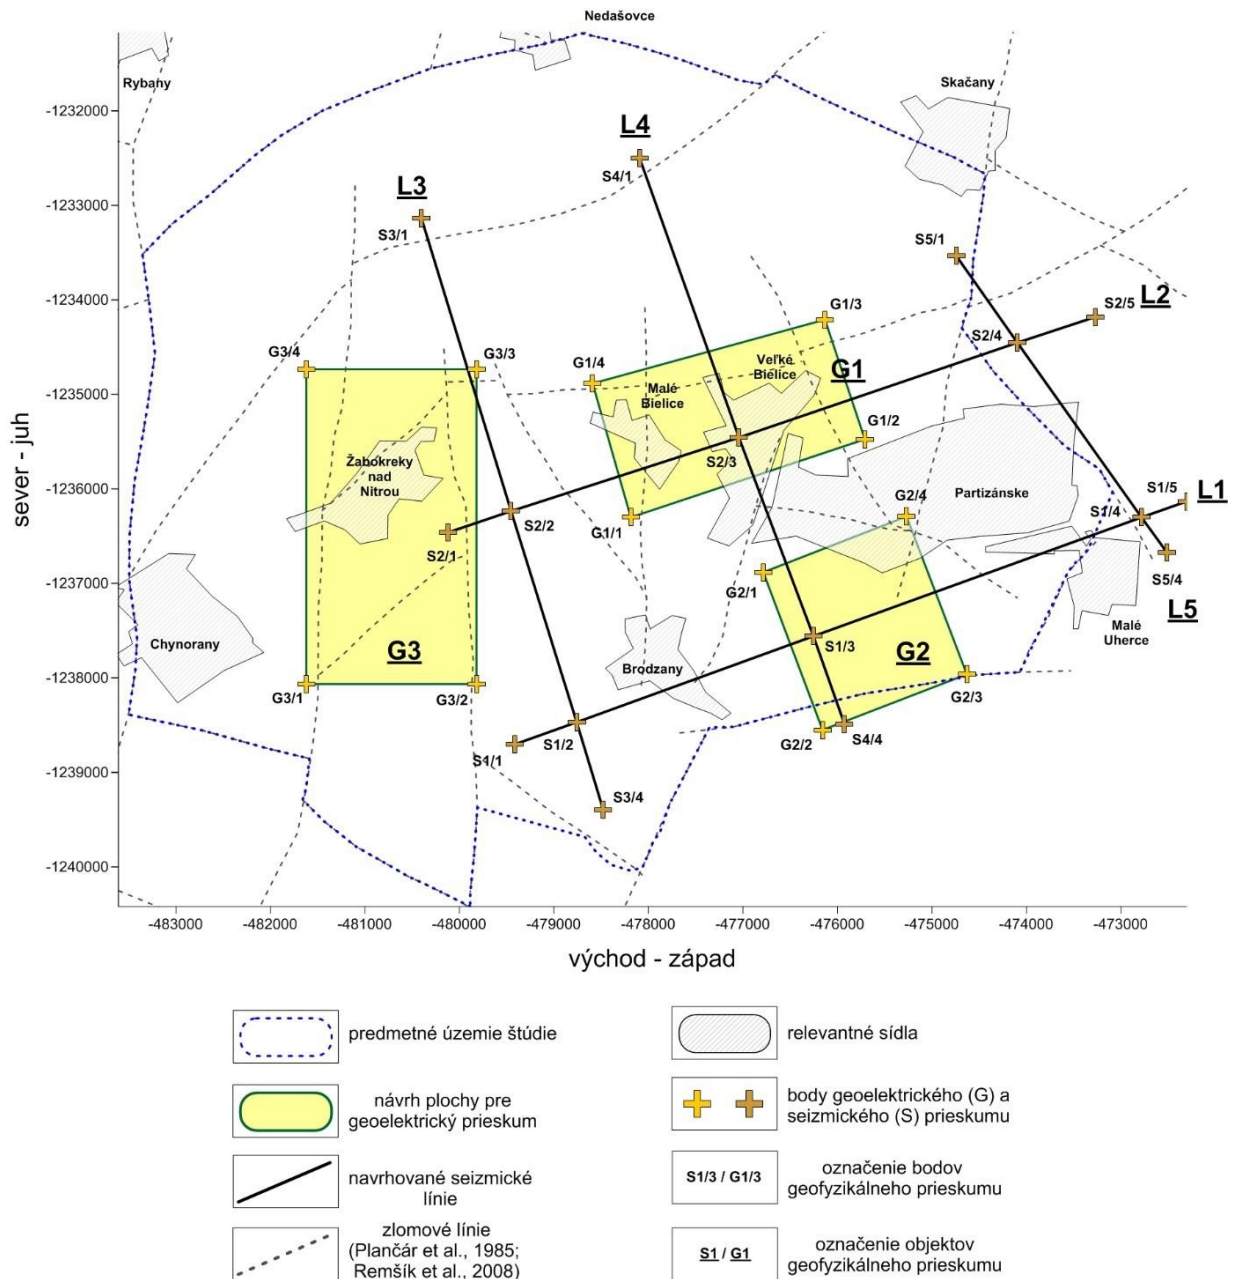 Nedašovce
Rybany
Skačany
-1232000
L4
S4/1
L3
-1233000
S3/1
S5/1
-1234000
L2
S2/5
G1/3
S2/4
G3/4
G3/3
G1/4
Veľké
Bielice
G1
Malé
Bielice
-1235000
G1/2
S2/3
Žabokreky
nad
Nitrou
-1236000
S2/2
S2/1
G1/1
G2/4
Partizánske
S1/5
L1
S1/4
S5/4
-1237000
G2/1
L5
Malé
Uherce
Chynorany
G3
Brodzany
S1/3
G2
-1238000
G3/1
G3/2
G2/3
G2/2
S4/4
S1/2
S1/1
-1239000
S3/4
-1240000
sever - juh
-483000
-482000
-481000
-480000
-479000
-478000
-477000
-476000
-475000
-474000
-473000
východ - západ
predmetné územie štúdie
relevantné sídla
návrh plochy pre
geoelektrický prieskum
body geoelektrického (G) a
seizmického (S) prieskumu
navrhované seizmické
línie
S1/3 / G1/3
označenie bodov
geofyzikálneho prieskumu
zlomové línie
(Plančár et al., 1985;
Remšík et al., 2008)
S1 / G1
označenie objektov
geofyzikálneho prieskumu